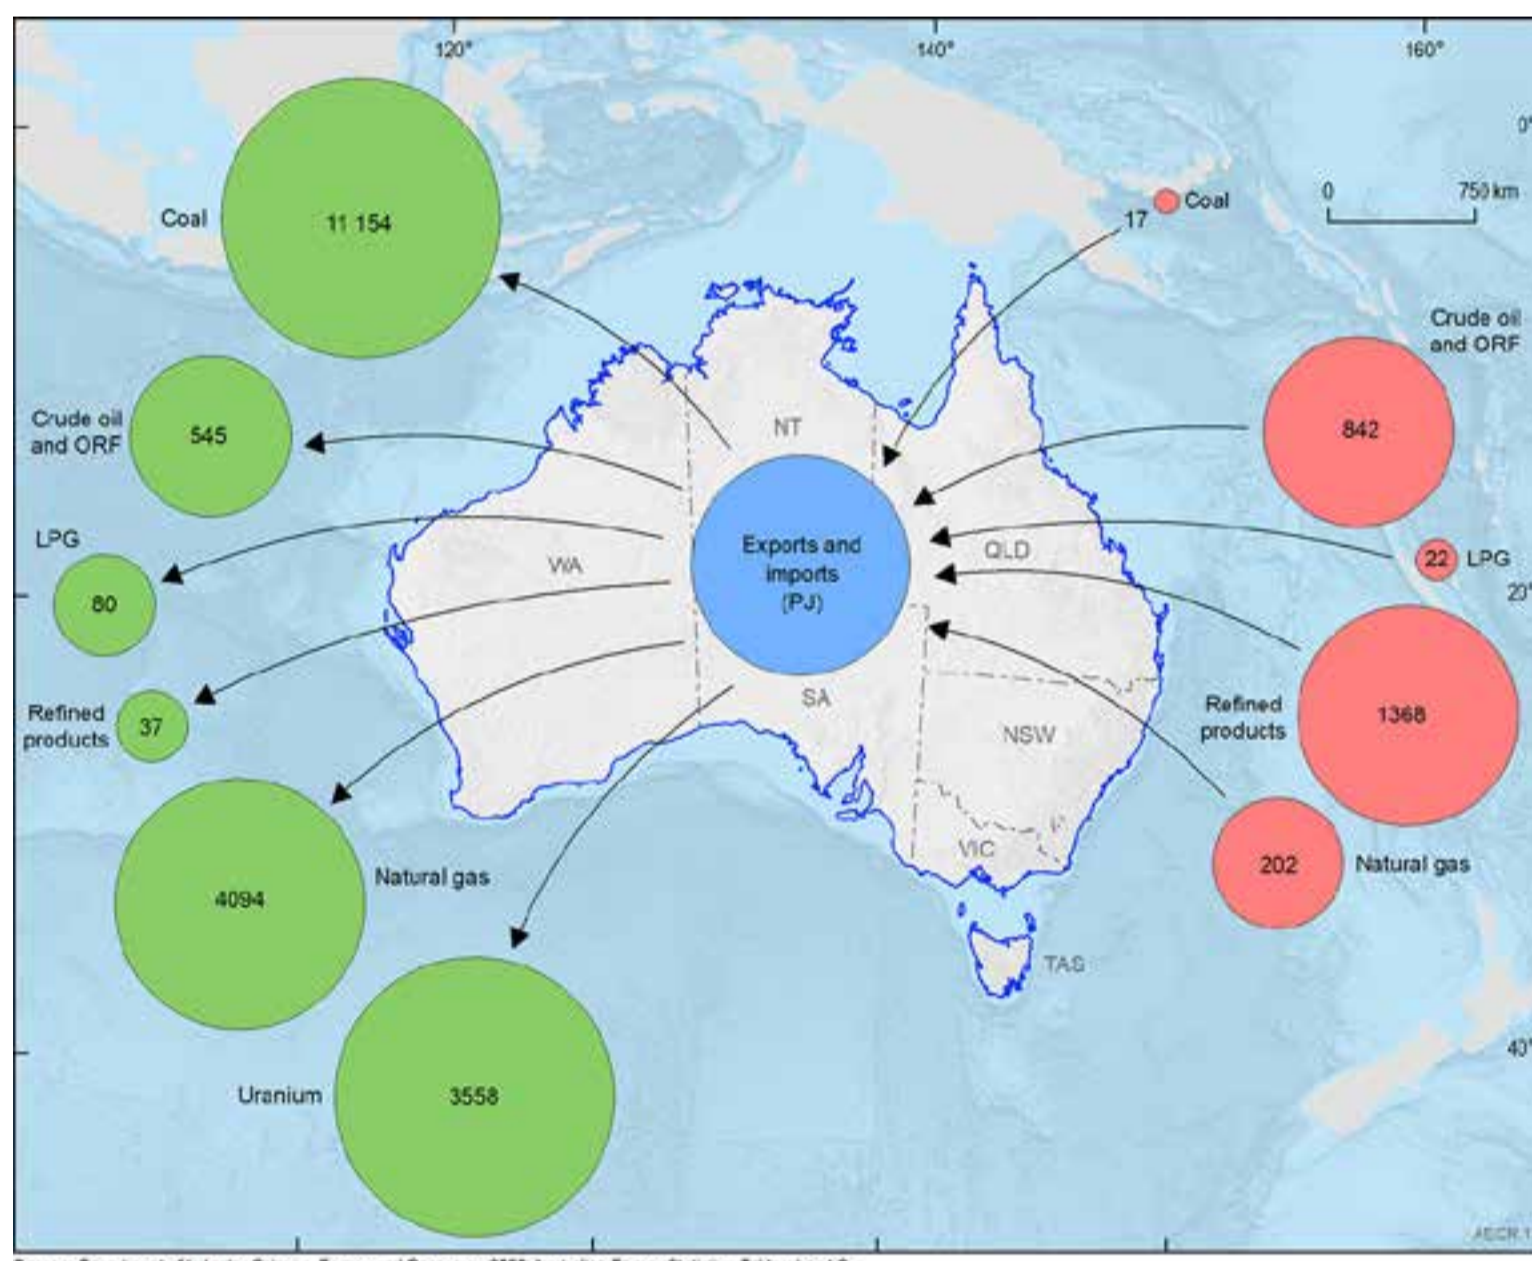 120°
140°
160°
0°
0
750 km
Coal
11 154
17
Coal
Crude oil
and ORF
842
Crude oil
and ORF
545
NT
LPG
80
WA
Exports and
imports
(PJ)
QLD
22
LPG
20°
Refined
products
37
SA
NSW
Refined
products
1368
4094
Natural gas
VIC
202
Natural gas
TAS
Uranium
3558
40°